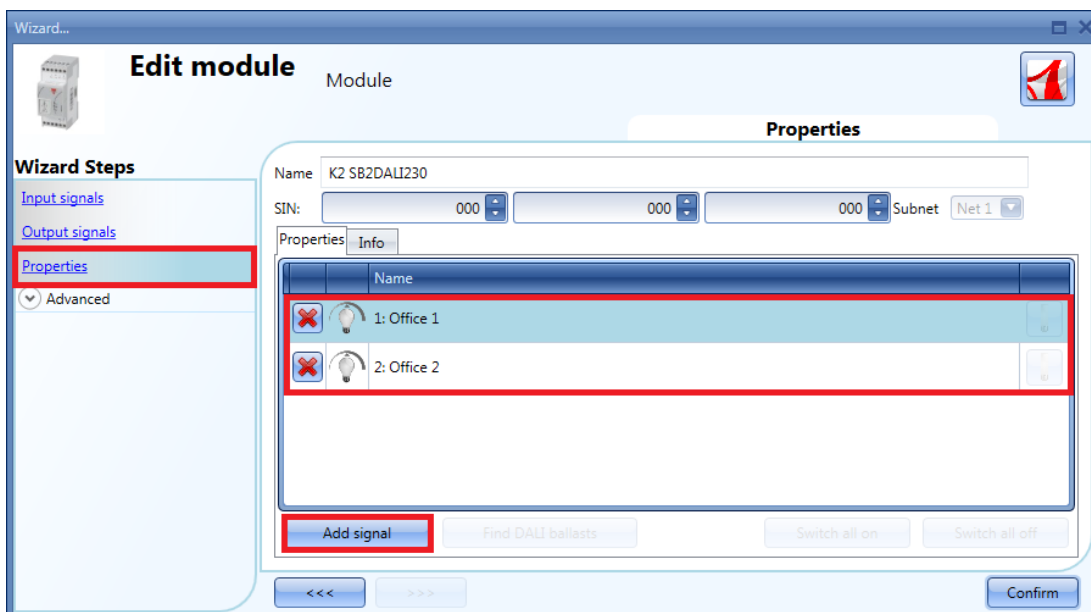 Wizard...
Edit module
Module
Properties
Wizard Steps
Input signals
Output signals
Properties
Advanced
Name K2 SB2DALI230
SIN: 000 000 000 Subnet Net 1
Properties Info
Name
1: Office 1
2: Office 2
Add signal Find DALI ballasts Switch all on Switch all off
<<< >>> Confirm